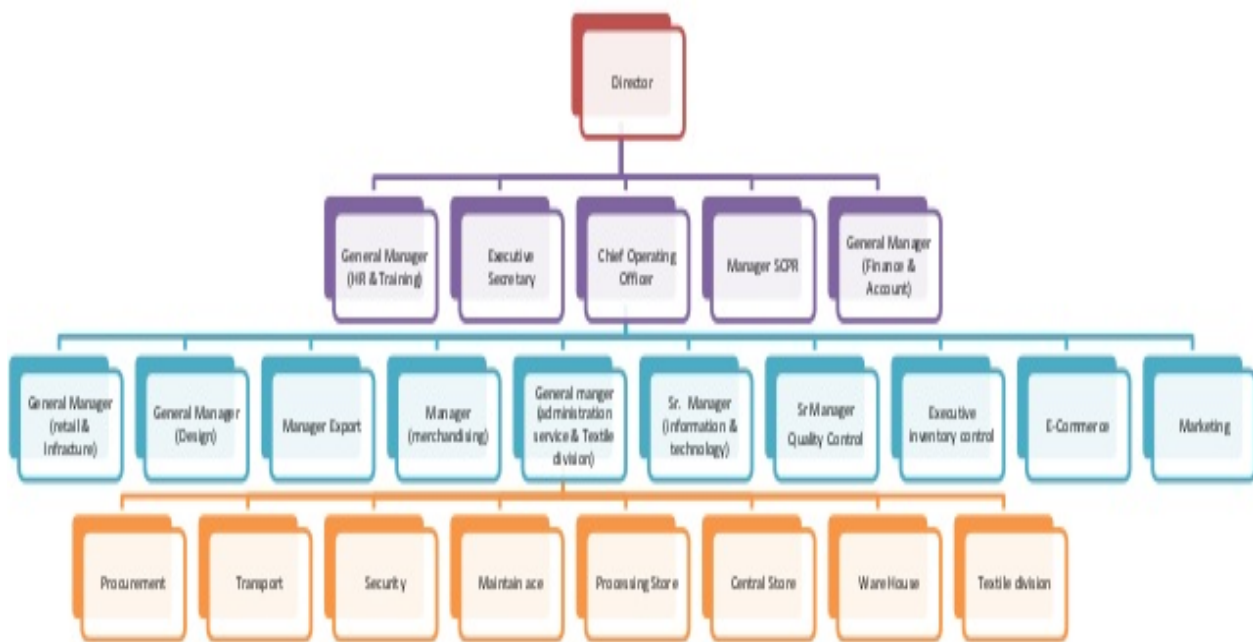 Director
General Manager
(HR & Training)
Executive
Secretary
Chief Operating
Officer
Manager SCPR
General Manager
(Finance &
Account)
General Manager
(retail &
Infracture)
General Manager
(Design)
Manager Export
Manager
(merchandising)
General manger
(administration
service & Textile
division)
Sr. Manager
(information &
technology)
Sr Manager
Quality Control
Executive
inventory control
E-Commerce
Marketing
Procurement
Transport
Security
Maintain ace
Processing Store
Central Store
Ware House
Textile division